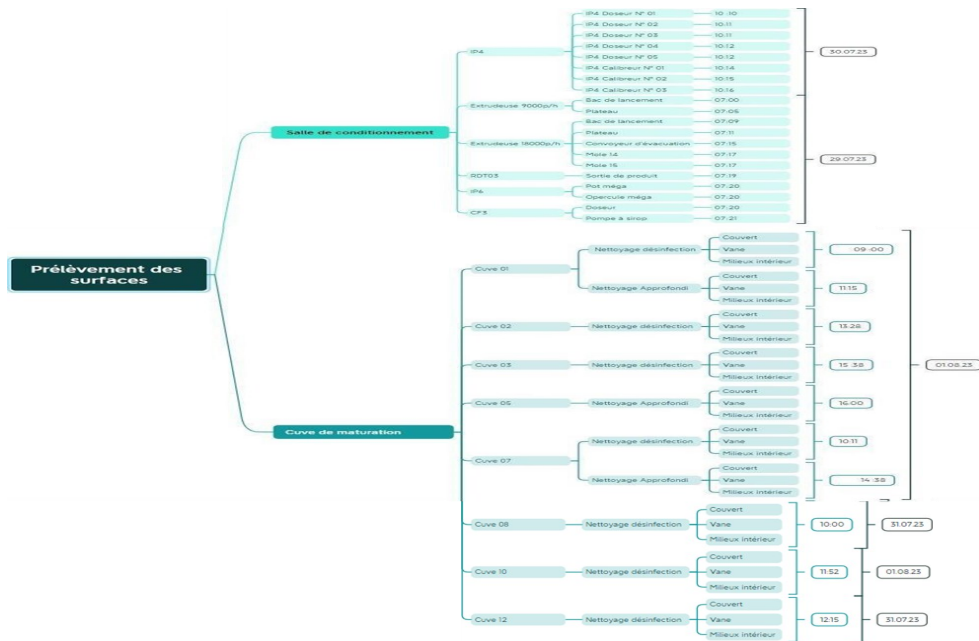 Prélèvement des
surfaces
Salle de conditionnement
IP4
IP4 Doseur N° 01 10 :10
IP4 Doseur N° 02 10:11
IP4 Doseur N° 03 10:11
IP4 Doseur N° 04 10:12
IP4 Doseur N° 05 10:12
IP4 Calibreur N° 01 10:14
IP4 Calibreur N° 02 10:15
IP4 Calibreur N° 03 10:16
30.07.23
Extrudeuse 9000p/h
Bac de lancement 07:00
Plateau 07:05
Extrudeuse 18000p/h
Bac de lancement 07:09
Plateau 07:11
Convoyeur d'évacuation 07:15
Mole 14 07:17
Mole 15 07:17
RDT03 Sortie de produit 07:19
IP6
Pot méga 07:20
Opercule méga 07:20
CF3
Doseur 07:20
Pompe à sirop 07:21
29.07.23
Cuve de maturation
Cuve 01
Nettoyage désinfection
Couvert
Vane
Milieux intérieur
09 :00
Nettoyage Approfondi
Couvert
Vane
Milieux intérieur
11:15
Cuve 02
Nettoyage désinfection
Couvert
Vane
Milieux intérieur
13:28
Cuve 03
Nettoyage désinfection
Couvert
Vane
Milieux intérieur
15 :38
Cuve 05
Nettoyage Approfondi
Couvert
Vane
Milieux intérieur
16:00
Cuve 07
Nettoyage désinfection
Couvert
Vane
Milieux intérieur
10:11
Nettoyage Approfondi
Couvert
Vane
Milieux intérieur
14 :38
01.08.23
Cuve 08
Nettoyage désinfection
Couvert
Vane
Milieux intérieur
10:00
31.07.23
Cuve 10
Nettoyage désinfection
Couvert
Vane
Milieux intérieur
11:52
01.08.23
Cuve 12
Nettoyage désinfection
Couvert
Vane
Milieux intérieur
12:15
31.07.23